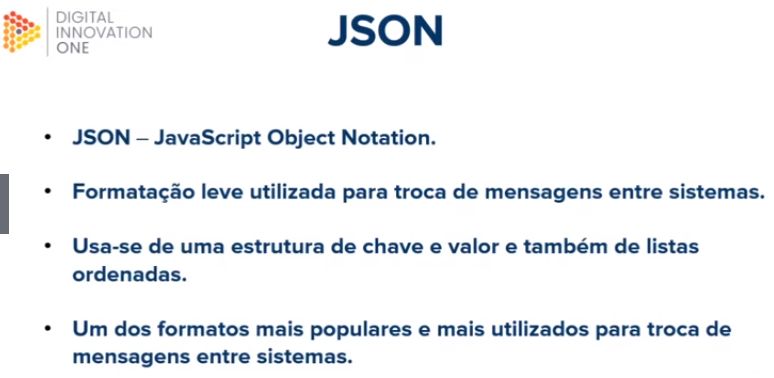 DIGITAL
INNOVATION
ONE
JSON
• JSON – JavaScript Object Notation.
• Formatação leve utilizada para troca de mensagens entre sistemas.
• Usa-se de uma estrutura de chave e valor e também de listas
ordenadas.
• Um dos formatos mais populares e mais utilizados para troca de
mensagens entre sistemas.